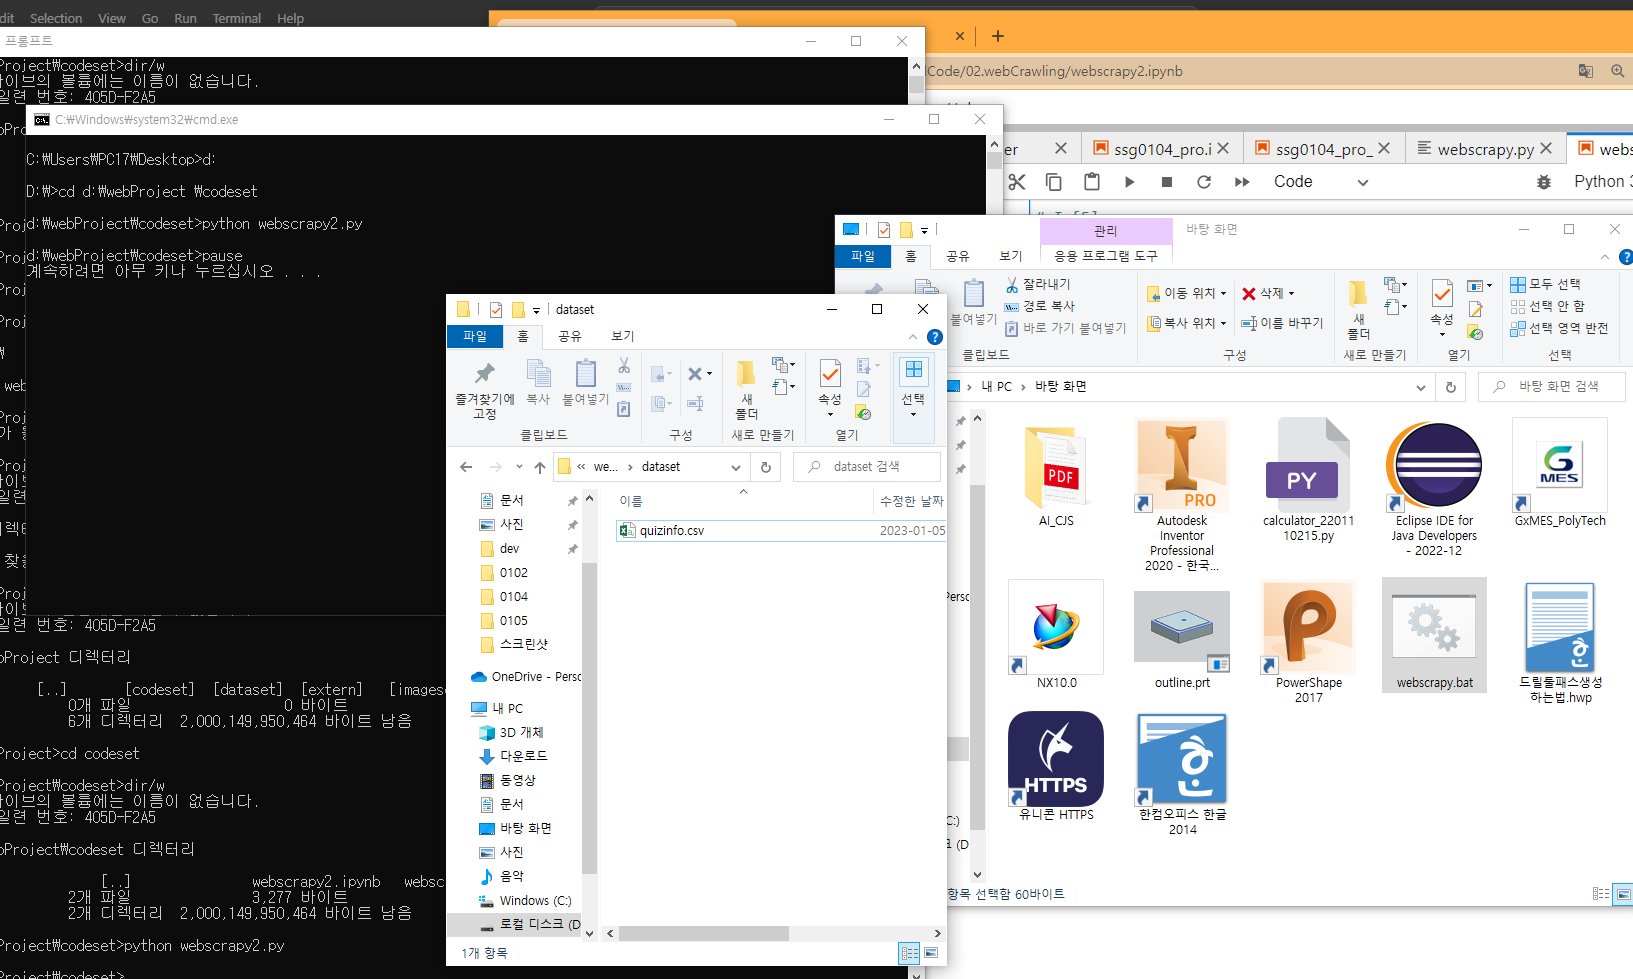 dit Selection View Go Run Terminal Help
프롬프트
Project\codeset>dir/w
이브의 볼륨에는 이름이 없습니다.
일련 번호: 405D-F2A5
C:\Windows\system32\cmd.exe
C:\Users\PC17\Desktop>d:
D:\>cd d:\webProject \codeset
d:\webProject\codeset>python webscrapy2.py
d:\webProject\codeset>pause
계속하려면 아무 키나 누르십시오 . . .
일련 번호: 405D-F2A5
oProject 디렉터리
[..] [codeset] [dataset] [extern] [images
0개 파일 0 바이트
6개 디렉터리 2,000,149,950,464 바이트 남음
Project>cd codeset
Project\codeset>dir/w
이브의 볼륨에는 이름이 없습니다.
일련 번호: 405D-F2A5
oProject\codeset 디렉터리
[..] webscrapy2.ipynb websc
2개 파일 3,277 바이트
2개 디렉터리 2,000,149,950,464 바이트 남음
Project\codeset>python webscrapy2.py
Project\codeset>
Code/02.webCrawling/webscrapy2.ipynb
er
ssg0104_pro.i
ssg0104_pro_
webscrapy.py
webs
Code
Python 3
관리
바탕 화면
파일 홈 공유 보기 응용 프로그램 도구
붙여넣기
잘라내기
경로 복사
바로 가기 붙여넣기
클립보드
이동 위치
복사 위치
삭제
이름 바꾸기
구성
새
폴더
새로 만들기
속성
열기
모두 선택
선택 안 함
선택 영역 반전
선택
내 PC > 바탕 화면
바탕 화면 검색
AI_CJS
Autodesk
Inventor
Professional
2020 - 한국...
PRO
PDF
PY
calculator_22011
10215.py
Eclipse IDE for
Java Developers
- 2022-12
G
MES
GxMES_PolyTech
NX10.0
outline.prt
PowerShape
2017
webscrapy.bat
드릴툴패스생성
하는법.hwp
HTTPS
유니콘 HTTPS
한컴오피스 한글
2014
항목 선택함 60바이트
dataset
파일 홈 공유 보기
즐겨찾기에
고정
복사
붙여넣기
클립보드
구성
새
폴더
새로 만들기
속성
열기
선택
« we... > dataset
dataset 검색
문서
사진
dev
0102
0104
0105
스크린샷
OneDrive - Persc
내 PC
3D 개체
다운로드
동영상
문서
바탕 화면
사진
음악
Windows (C:)
로컬 디스크 (D
이름
수정한 날짜
quizinfo.csv
2023-01-05
1개 항목